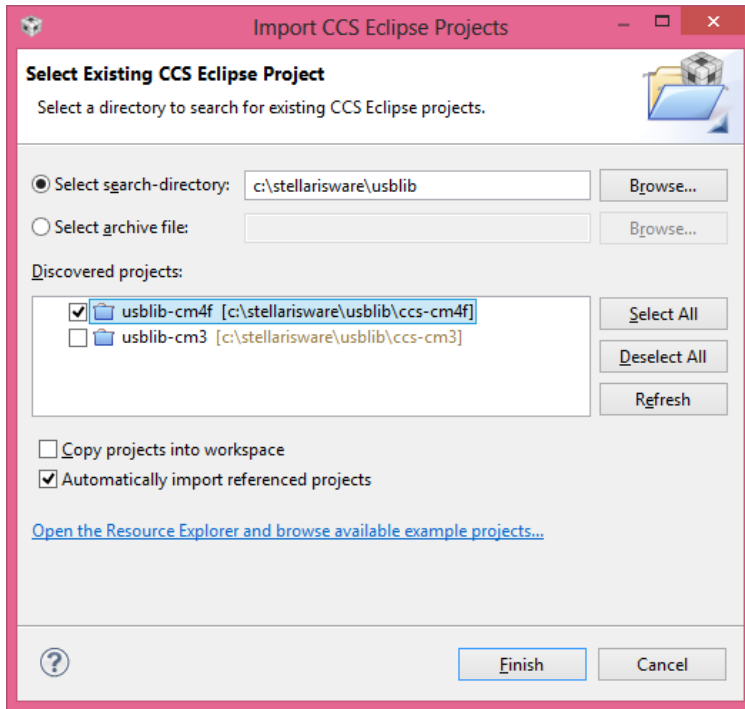 Import CCS Eclipse Projects
Select Existing CCS Eclipse Project
Select a directory to search for existing CCS Eclipse projects.
Select search-directory: c:\stellarisware\usblib Browse...
Select archive file: Browse...
Discovered projects:
usblib-cm4f [c:\stellarisware\usblib\ccs-cm4f]
usblib-cm3 [c:\stellarisware\usblib\ccs-cm3]
Select All
Deselect All
Refresh
Copy projects into workspace
Automatically import referenced projects
Open the Resource Explorer and browse available example projects...
? Finish Cancel